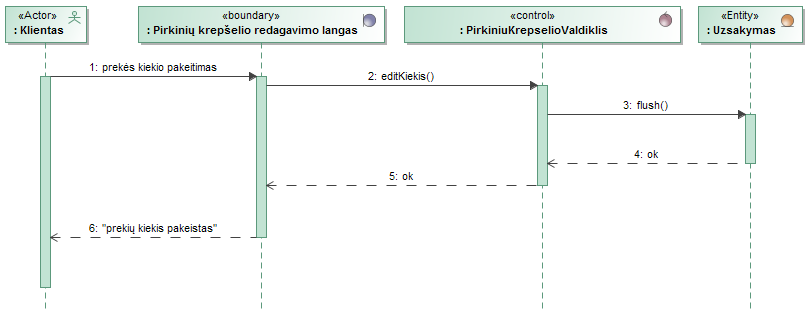 «Actor»
: Klientas
«boundary»
: Pirkinių krepšelio redagavimo langas
«control»
: PirkiniuKrepselioValdiklis
«Entity»
: Uzsakymas
1: prekės kiekio pakeitimas
2: editKiekis()
3: flush()
4: ok
5: ok
6: "prekių kiekis pakeistas"